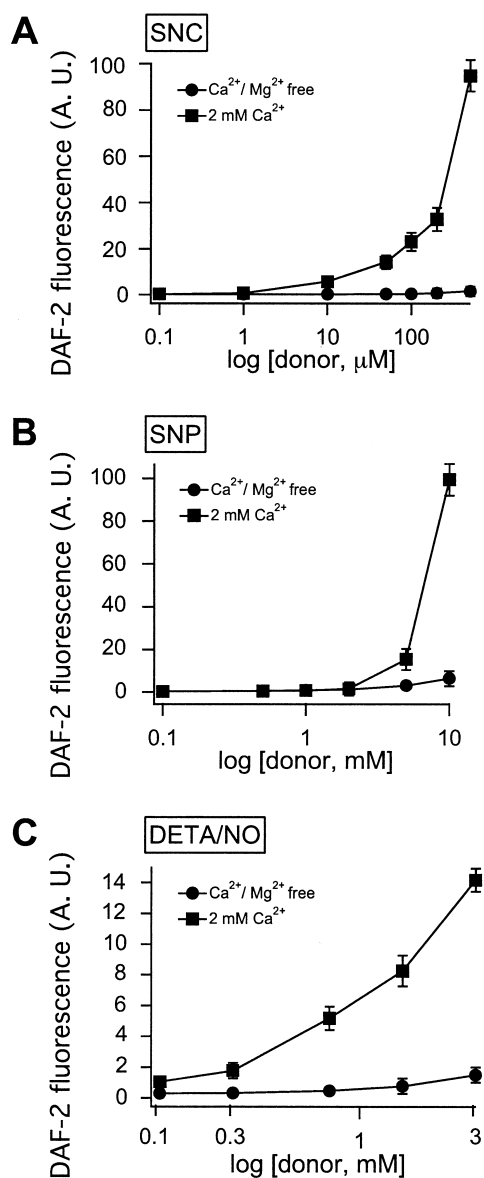 A
SNC
DAF-2 fluorescence (A. U.)
100
80
60
40
20
0
Ca²⁺/ Mg²⁺ free
2 mM Ca²⁺
0.1 1 10 100
log [donor, µM]
B
SNP
DAF-2 fluorescence (A. U.)
100
80
60
40
20
0
Ca²⁺/ Mg²⁺ free
2 mM Ca²⁺
0.1 1 10
log [donor, mM]
C
DETA/NO
DAF-2 fluorescence (A. U.)
14
12
10
8
6
4
2
0
Ca²⁺/ Mg²⁺ free
2 mM Ca²⁺
0.1 0.3 1 3
log [donor, mM]